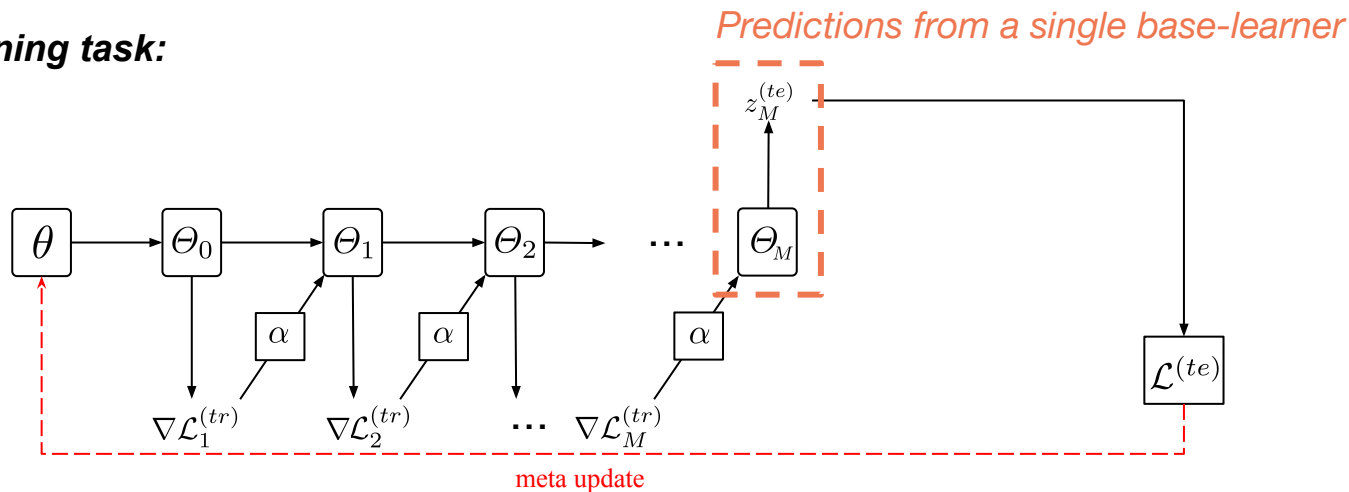 Predictions from a single base-learner
ning task:
z_M^{(te)}
θ Θ_0 Θ_1 Θ_2 ... Θ_M
α α α
ℒ^{(te)}
∇ℒ_1^{(tr)} ∇ℒ_2^{(tr)} ... ∇ℒ_M^{(tr)}
meta update